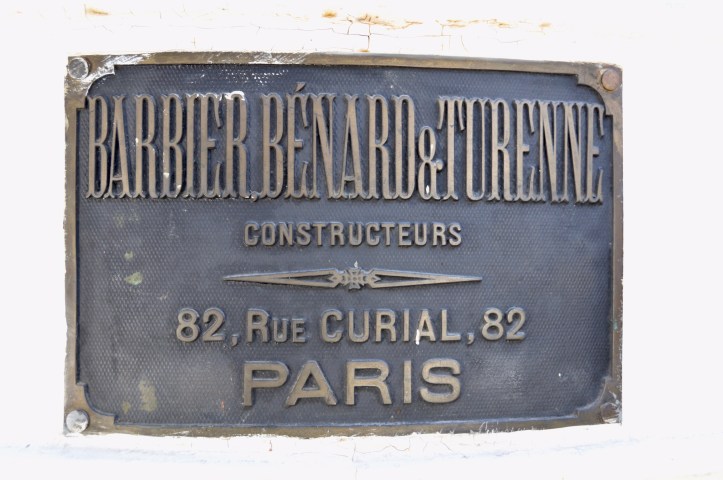 BARBIER, BÉNARD & TURENNE
CONSTRUCTEURS
82, RUE CURIAL, 82
PARIS